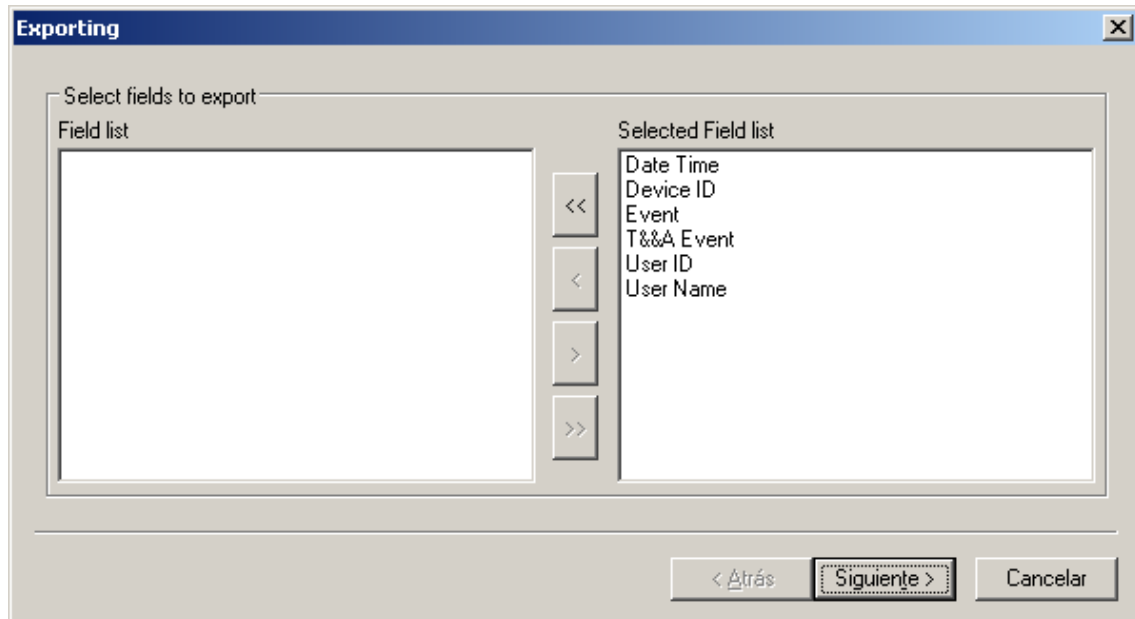 Exporting
Select fields to export
Field list
Selected Field list
Date Time
Device ID
Event
T&&A Event
User ID
User Name
<<
<
>
>>
< Atrás
Siguiente >
Cancelar